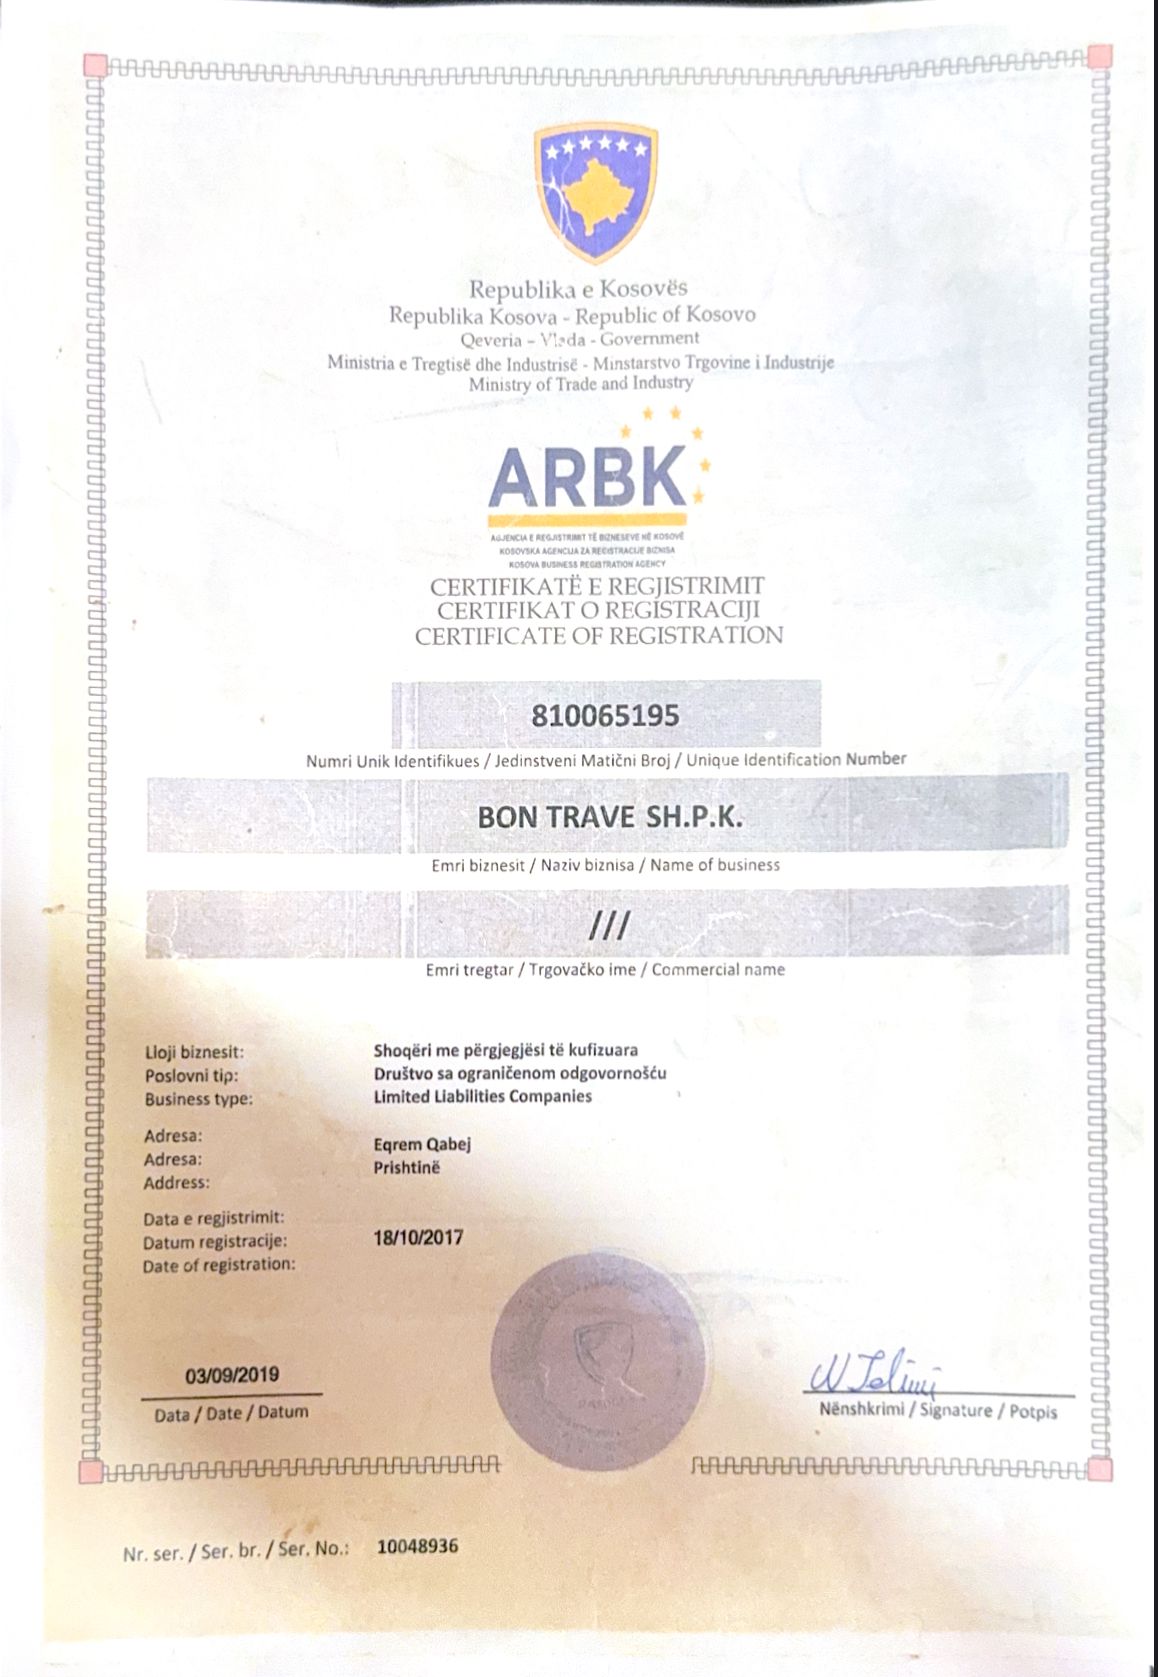 Republika e Kosovës
Republika Kosova - Republic of Kosovo
Qeveria - Vlada - Government
Ministria e Tregtisë dhe Industrisë - Minstarstvo Trgovine i Industrije
Ministry of Trade and Industry
ARBK
AGJENCIA E REGJISTRIMIT TË BIZNESEVE NË KOSOVË
KOSOVSKA AGENCIJA ZA REGISTRACIJE BIZNISA
KOSOVA BUSINESS REGISTRATION AGENCY
CERTIFIKATË E REGJISTRIMIT
CERTIFIKAT O REGISTRACIJI
CERTIFICATE OF REGISTRATION
810065195
Numri Unik Identifikues / Jedinstveni Matični Broj / Unique Identification Number
BON TRAVE SH.P.K.
Emri biznesit / Naziv biznisa / Name of business
///
Emri tregtar / Trgovačko ime / Commercial name
Lloji biznesit: Shoqëri me përgjegjësi të kufizuara
Poslovni tip: Društvo sa ograničenom odgovornošću
Business type: Limited Liabilities Companies
Adresa: Eqrem Qabej
Adresa: Prishtinë
Address:
Data e regjistrimit:
Datum registracije: 18/10/2017
Date of registration:
03/09/2019
Data / Date / Datum
Nënshkrimi / Signature / Potpis
Nr. ser. / Ser. br. / Ser. No.: 10048936